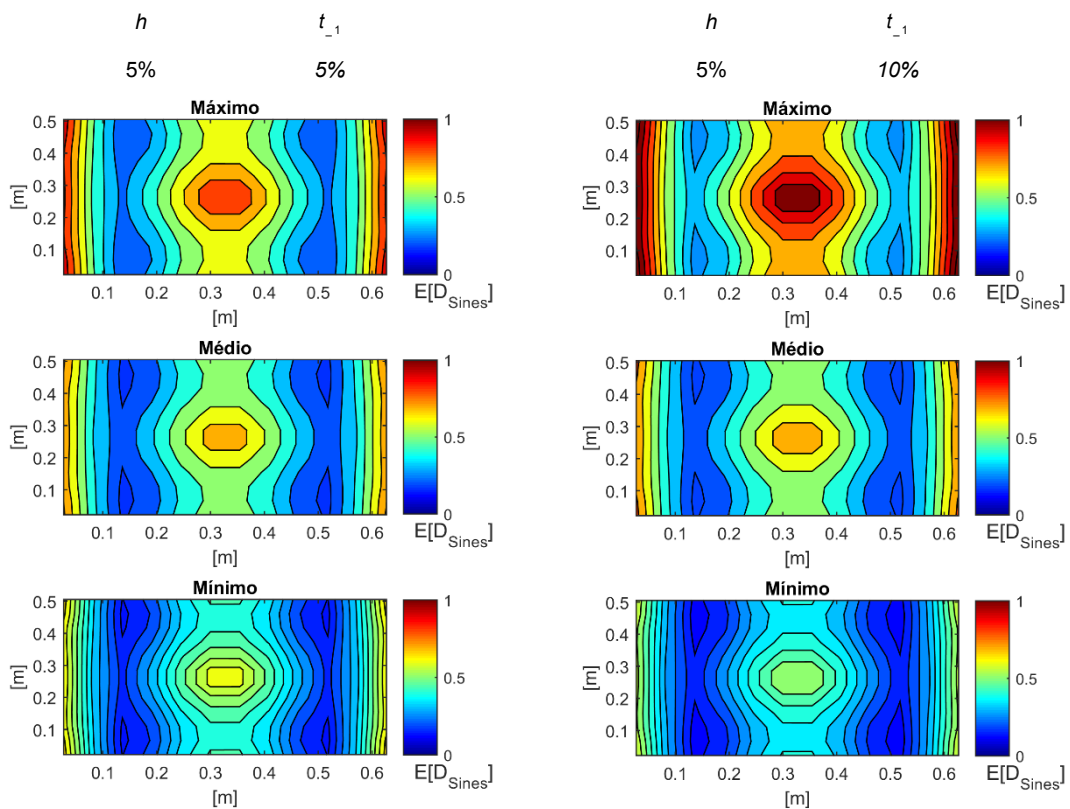 h t_-1 h t_-1
5% 5% 5% 10%
Máximo Máximo
0.5 0.4 0.3 0.2 0.1 [m] 1 0.5 0 0.5 0.4 0.3 0.2 0.1 [m] 1 0.5 0
0.1 0.2 0.3 0.4 0.5 0.6 E[D_Sines] 0.1 0.2 0.3 0.4 0.5 0.6 E[D_Sines]
[m] [m]
Médio Médio
0.5 0.4 0.3 0.2 0.1 [m] 1 0.5 0 0.5 0.4 0.3 0.2 0.1 [m] 1 0.5 0
0.1 0.2 0.3 0.4 0.5 0.6 E[D_Sines] 0.1 0.2 0.3 0.4 0.5 0.6 E[D_Sines]
[m] [m]
Mínimo Mínimo
0.5 0.4 0.3 0.2 0.1 [m] 1 0.5 0 0.5 0.4 0.3 0.2 0.1 [m] 1 0.5 0
0.1 0.2 0.3 0.4 0.5 0.6 E[D_Sines] 0.1 0.2 0.3 0.4 0.5 0.6 E[D_Sines]
[m] [m]